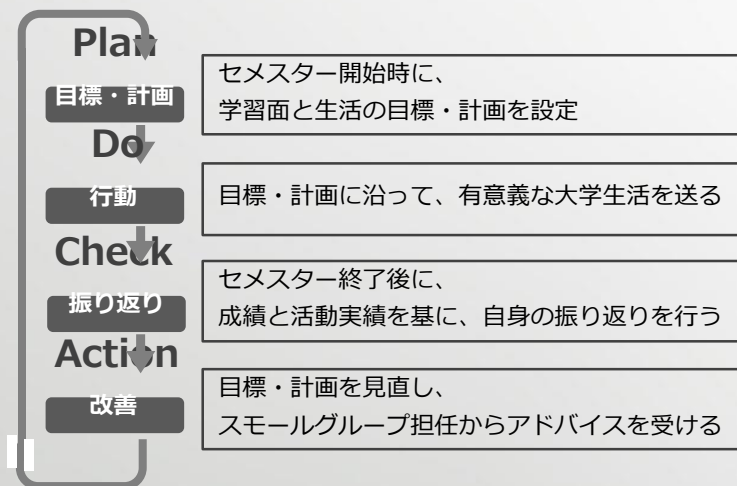 Plan
目標・計画
セメスター開始時に、
学習面と生活の目標・計画を設定
Do
行動
目標・計画に沿って、有意義な大学生活を送る
Check
振り返り
セメスター終了後に、
成績と活動実績を基に、自身の振り返りを行う
Action
改善
目標・計画を見直し、
スモールグループ担任からアドバイスを受ける